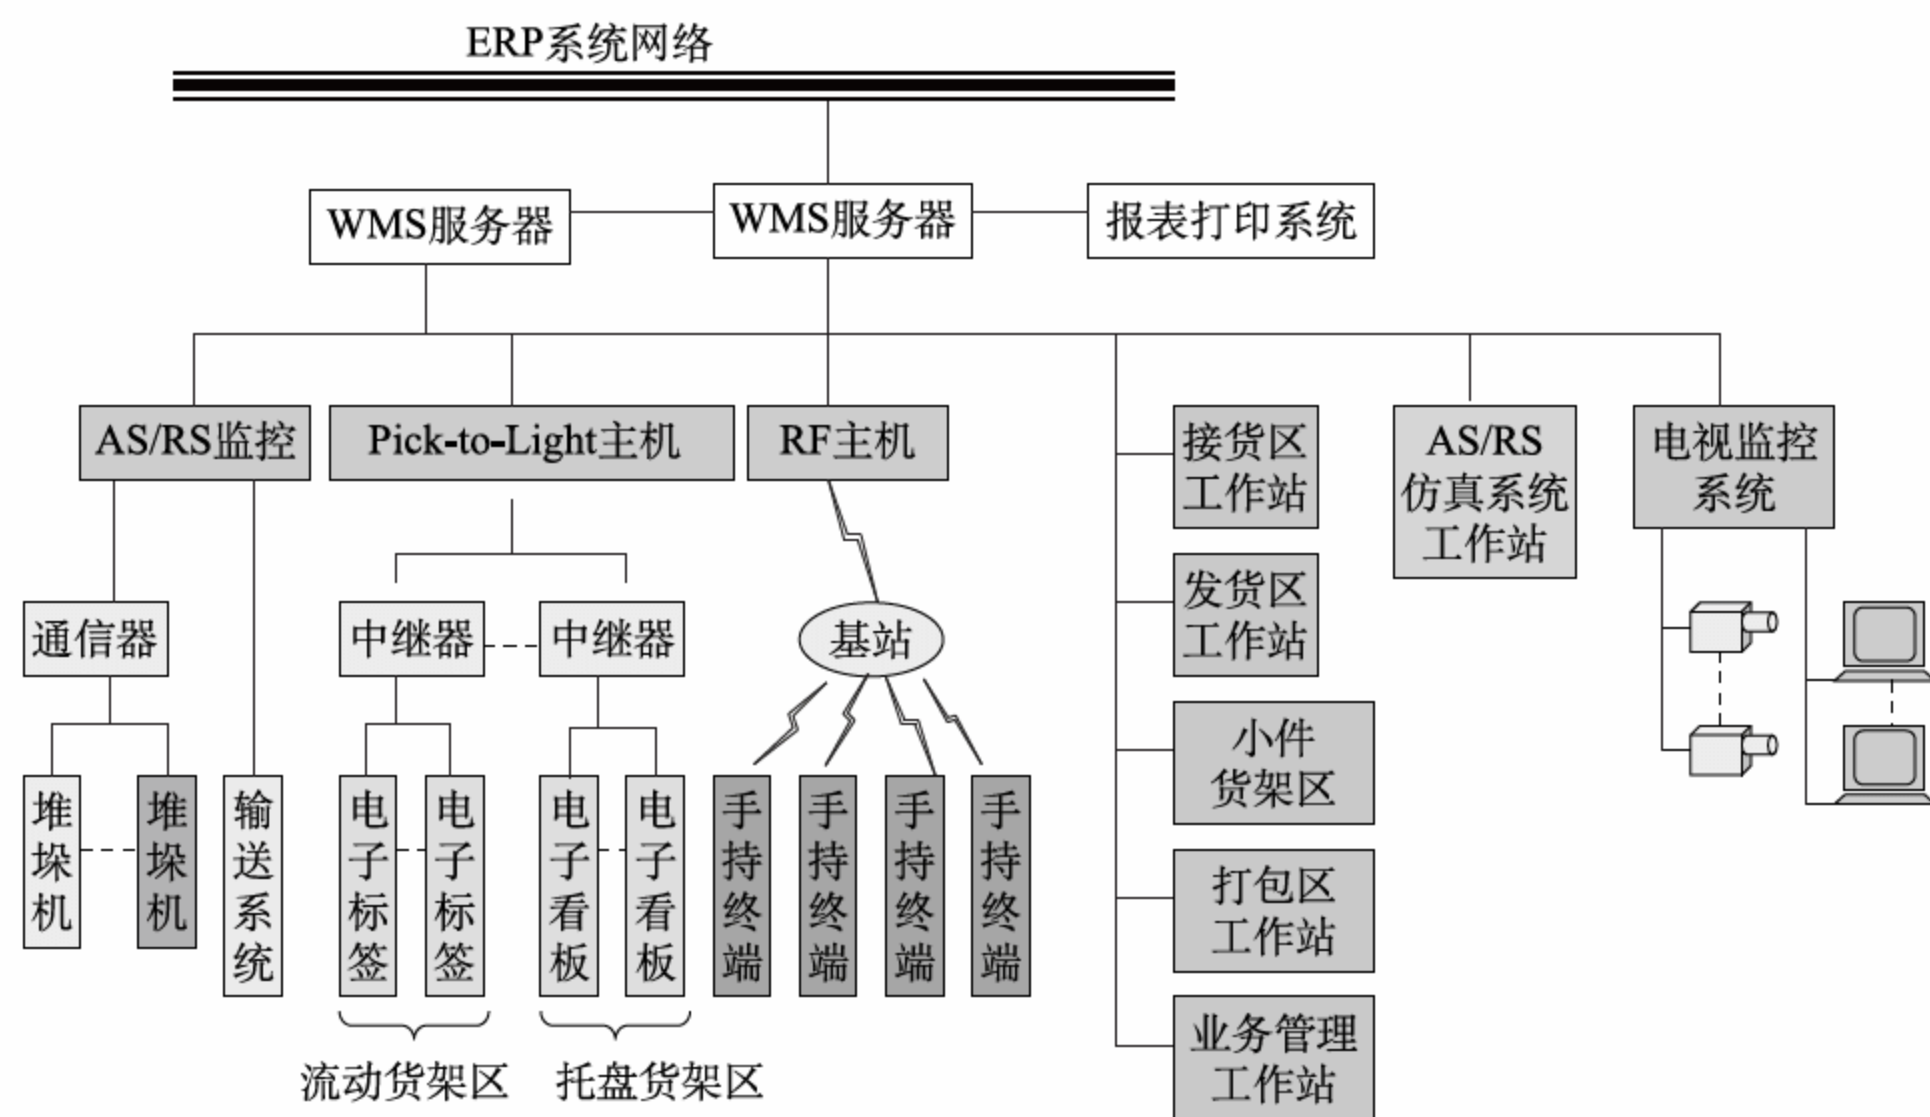 ERP系统网络
WMS服务器
WMS服务器
报表打印系统
AS/RS监控
Pick-to-Light主机
RF主机
接货区
工作站
AS/RS
仿真系统
工作站
电视监控
系统
发货区
工作站
通信器
中继器
中继器
基站
小件
货架区
堆垛机
堆垛机
输送系统
电子标签
电子标签
电子看板
电子看板
手持终端
手持终端
手持终端
手持终端
打包区
工作站
业务管理
工作站
流动货架区
托盘货架区